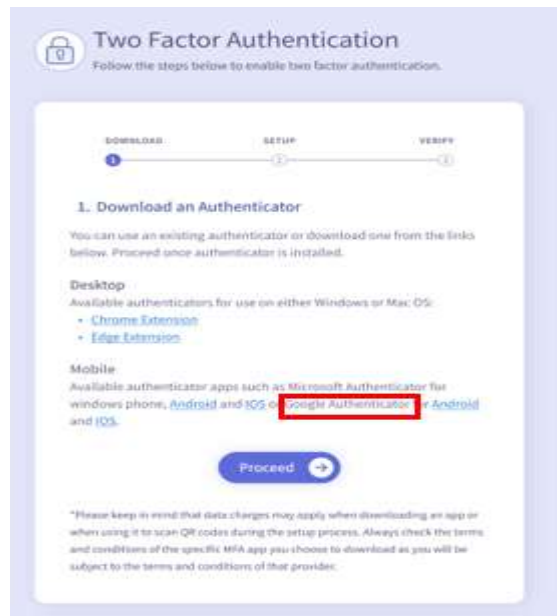 Two Factor Authentication
Follow the steps below to enable two factor authentication.
DOWNLOAD SETUP VERIFY
1 2 3
1. Download an Authenticator
You can use an existing authenticator or download one from the links
below. Proceed once authenticator is installed.
Desktop
Available authenticators for use on either Windows or Mac OS:
• Chrome Extension
• Edge Extension
Mobile
Available authenticator apps such as Microsoft Authenticator for
windows phone, Android and IOS or Google Authenticator for Android
and IOS.
Proceed
*Please keep in mind that data charges may apply when downloading an app or
when using it to scan QR codes during the setup process. Always check the terms
and conditions of the specific MFA app you choose to download as you will be
subject to the terms and conditions of that provider.